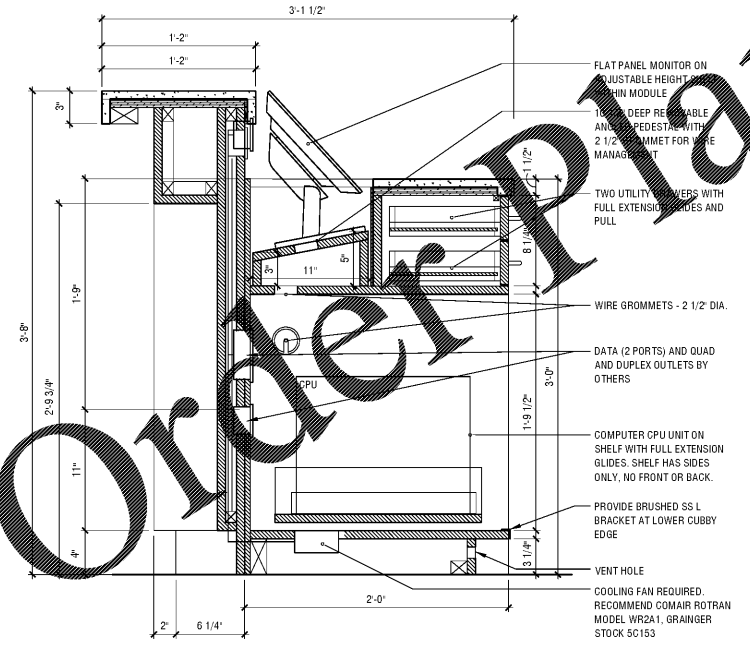 3'-1 1/2"
1'-2"
1'-2"
3"
FLAT PANEL MONITOR ON
ADJUSTABLE HEIGHT
WITHIN MODULE
DEEP REMOVABLE
ANGLED PEDESTAL WITH
2 1/2" GROMMET FOR WIRE
MANAGEMENT
1 1/2"
TWO UTILITY DRAWERS WITH
FULL EXTENSION GLIDES AND
PULL
8 1/4"
3"
11"
5"
1'-9"
WIRE GROMMETS - 2 1/2" DIA.
3'-8"
2'-9 3/4"
DATA (2 PORTS) AND QUAD
AND DUPLEX OUTLETS BY
OTHERS
3'-0"
CPU
1'-9 1/2"
COMPUTER CPU UNIT ON
SHELF WITH FULL EXTENSION
GLIDES. SHELF HAS SIDES
ONLY, NO FRONT OR BACK.
11"
PROVIDE BRUSHED SS L
BRACKET AT LOWER CUBBY
EDGE
4"
3 1/4"
VENT HOLE
COOLING FAN REQUIRED.
RECOMMEND COMAIR ROTRAN
MODEL WR2A1, GRAINGER
STOCK 5C153
2'-0"
2"
6 1/4"
Order Pla